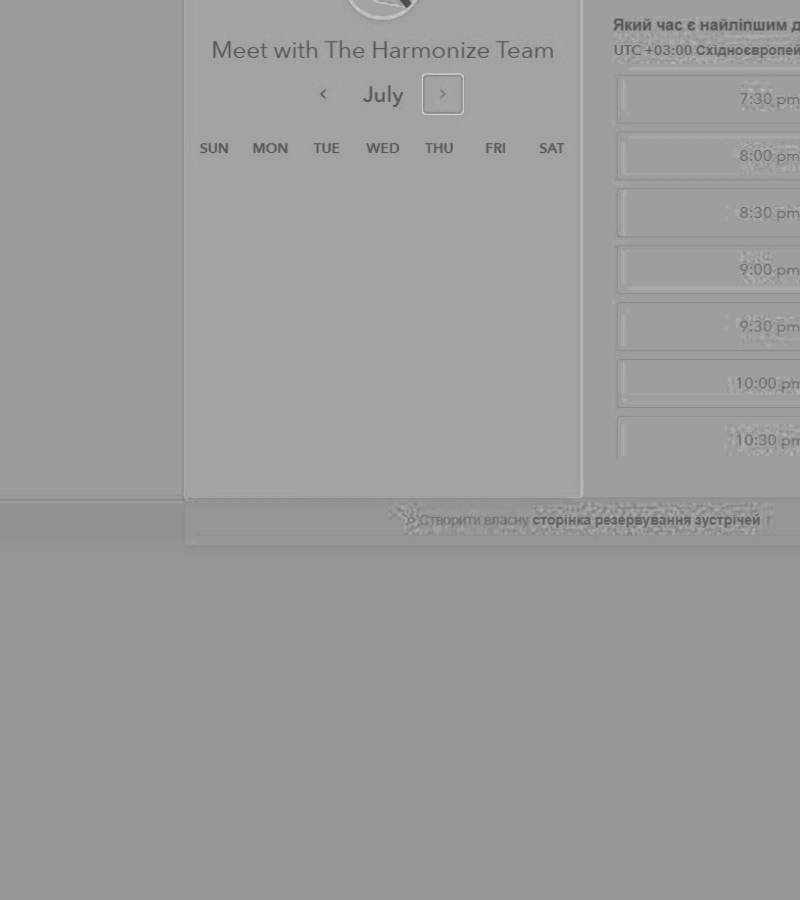 Meet with The Harmonize Team
July
SUN MON TUE WED THU FRI SAT
Який час є найліпшим
UTC +03:00
7:30 pm
8:00 pm
8:30 pm
9:00 pm
9:30 pm
10:00 pm
10:30 pm
Створити власну сторінка резервування зустрічей